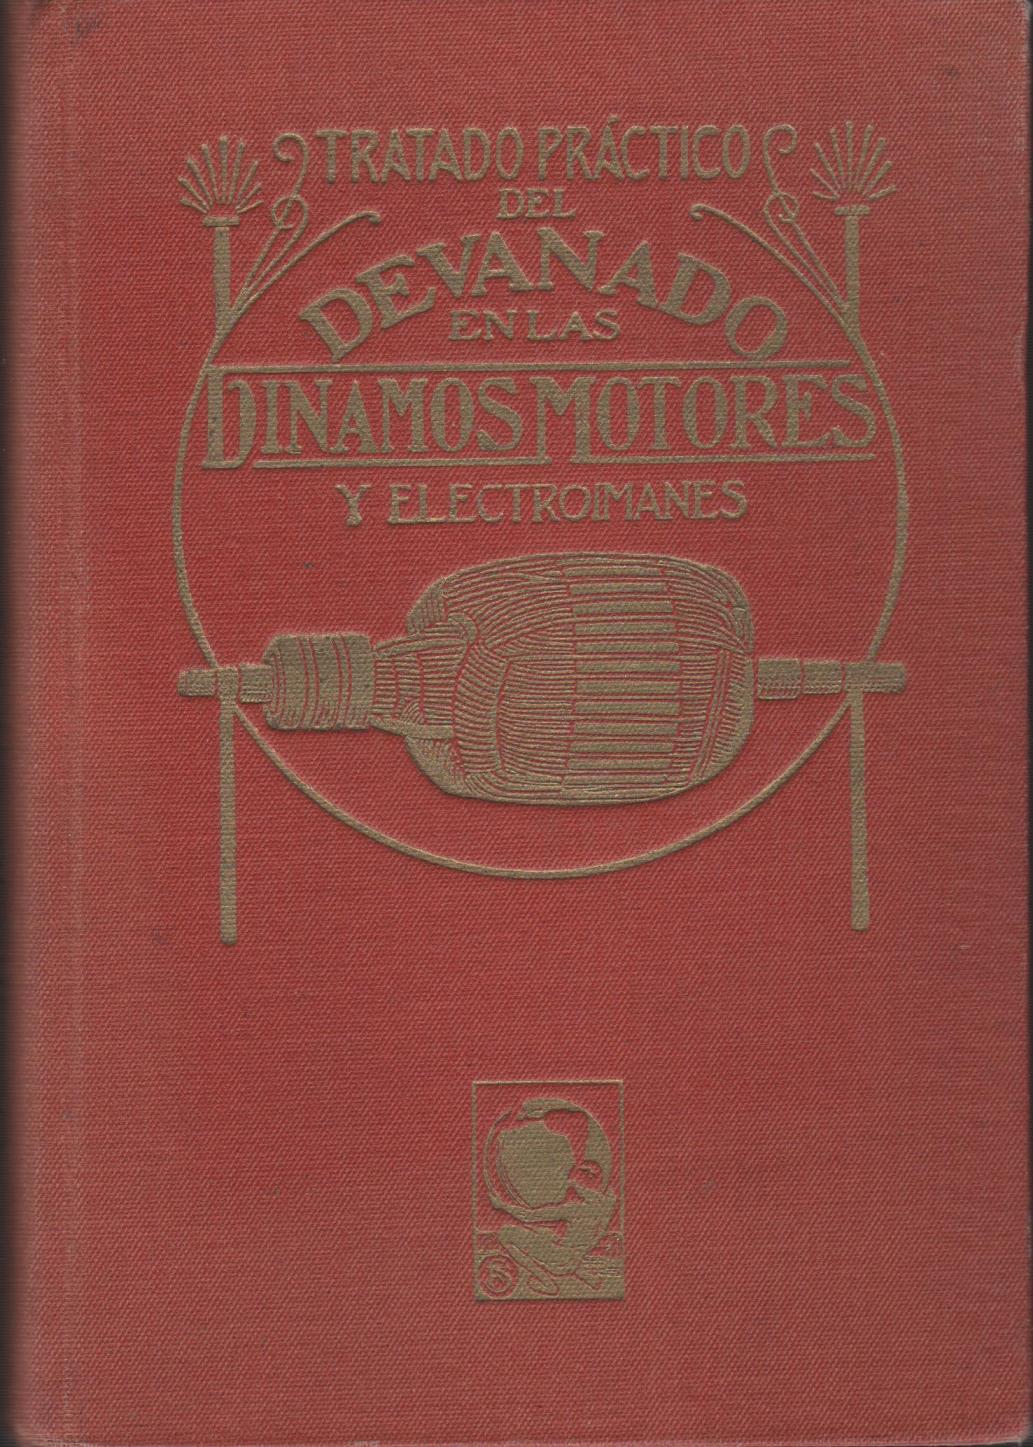 TRATADO PRÁCTICO
DEL
DEVANADO
EN LAS
DINAMOS MOTORES
Y ELECTROIMANES